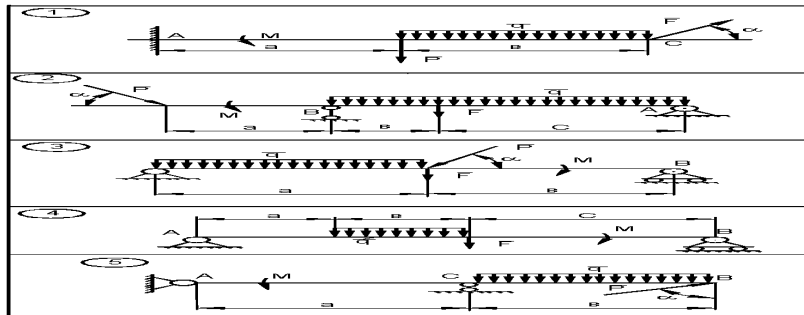 1
A M q F α
P C
a в
2
P α q
M B F A
a в C
3
q P α M B
F
a в
4
a в C
A q F M B
5
A M C q B
P α
a в